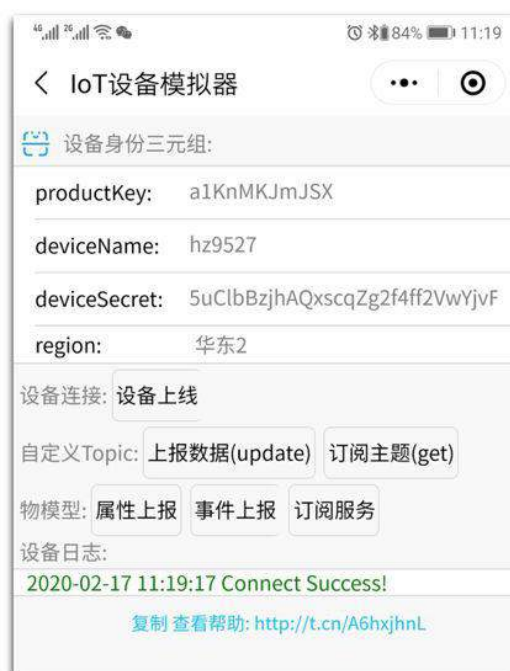 46 26 84% 11:19
IoT设备模拟器
设备身份三元组:
productKey: a1KnMKJmJSX
deviceName: hz9527
deviceSecret: 5uClbBzjhAQxscqZg2f4ff2VwYjvF
region: 华东2
设备连接: 设备上线
自定义Topic: 上报数据(update) 订阅主题(get)
物模型: 属性上报 事件上报 订阅服务
设备日志:
2020-02-17 11:19:17 Connect Success!
复制 查看帮助: http://t.cn/A6hxjhnL